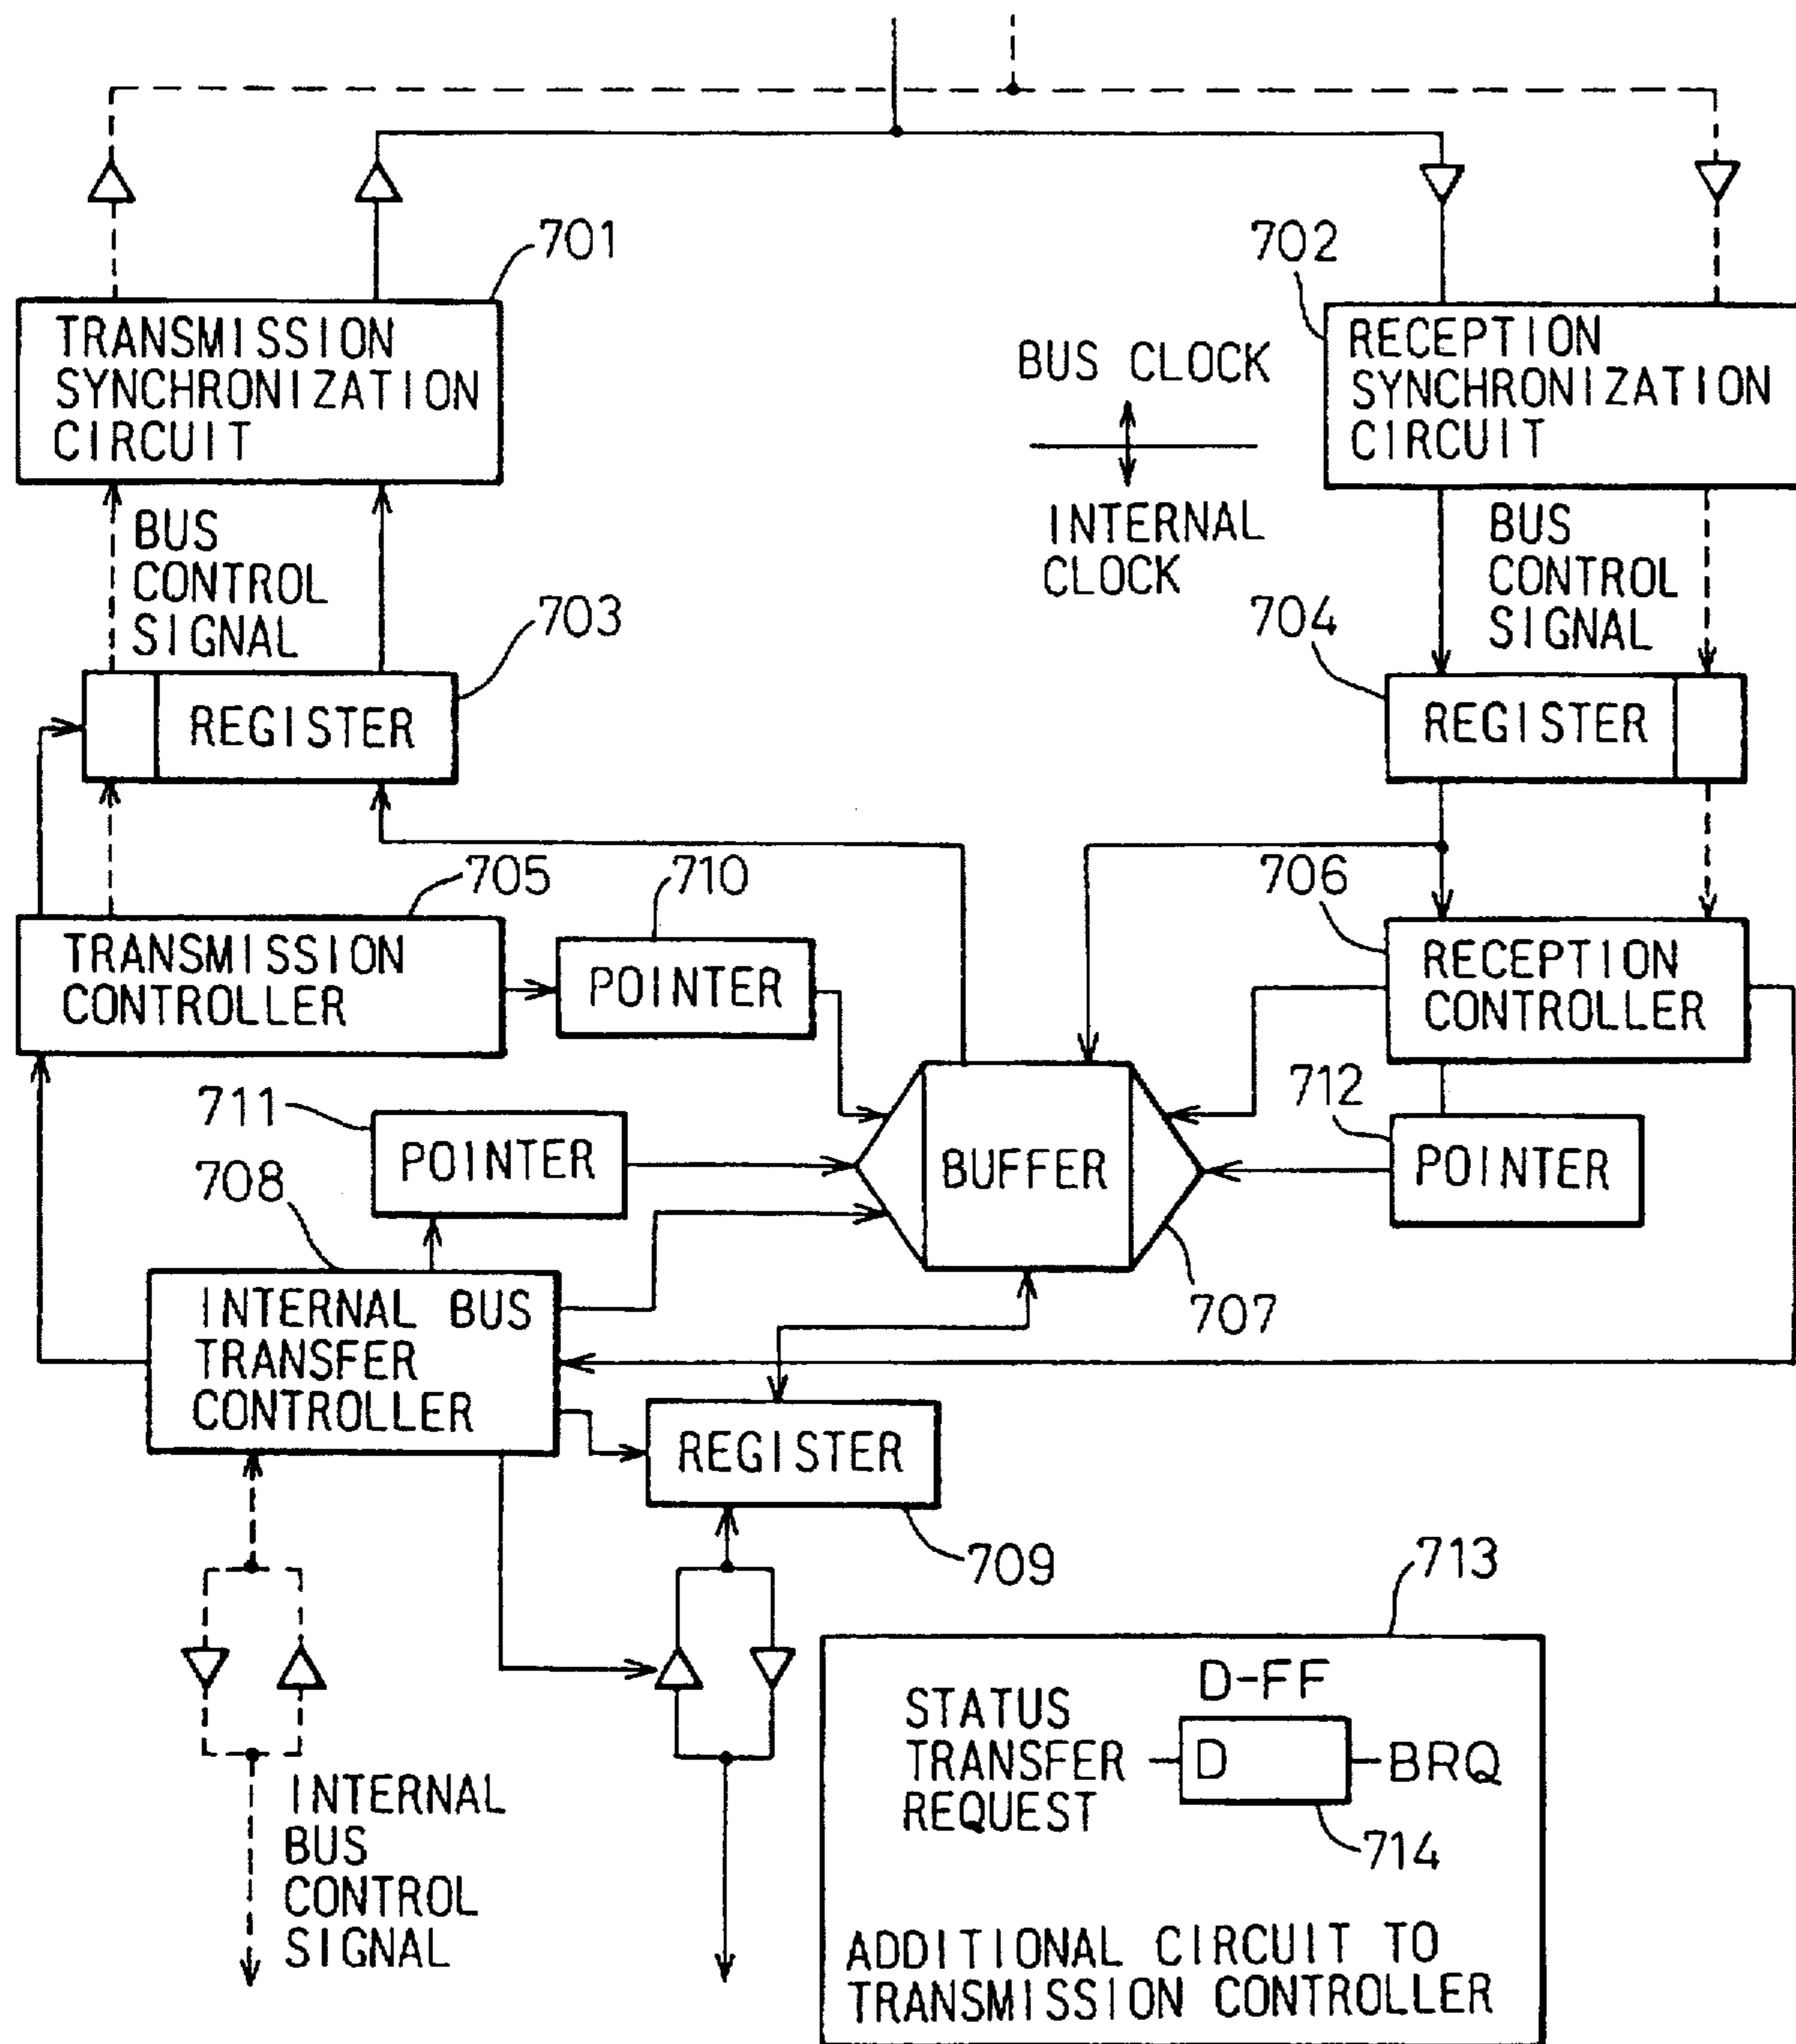 701
702
TRANSMISSION
SYNCHRONIZATION
CIRCUIT
BUS CLOCK
INTERNAL
CLOCK
RECEPTION
SYNCHRONIZATION
CIRCUIT
BUS
CONTROL
SIGNAL
BUS
CONTROL
SIGNAL
703
704
REGISTER
REGISTER
705
710
706
TRANSMISSION
CONTROLLER
POINTER
RECEPTION
CONTROLLER
711
712
POINTER
BUFFER
POINTER
708
707
INTERNAL BUS
TRANSFER
CONTROLLER
REGISTER
709
713
D-FF
STATUS
TRANSFER
REQUEST
D
BRQ
714
INTERNAL
BUS
CONTROL
SIGNAL
ADDITIONAL CIRCUIT TO
TRANSMISSION CONTROLLER